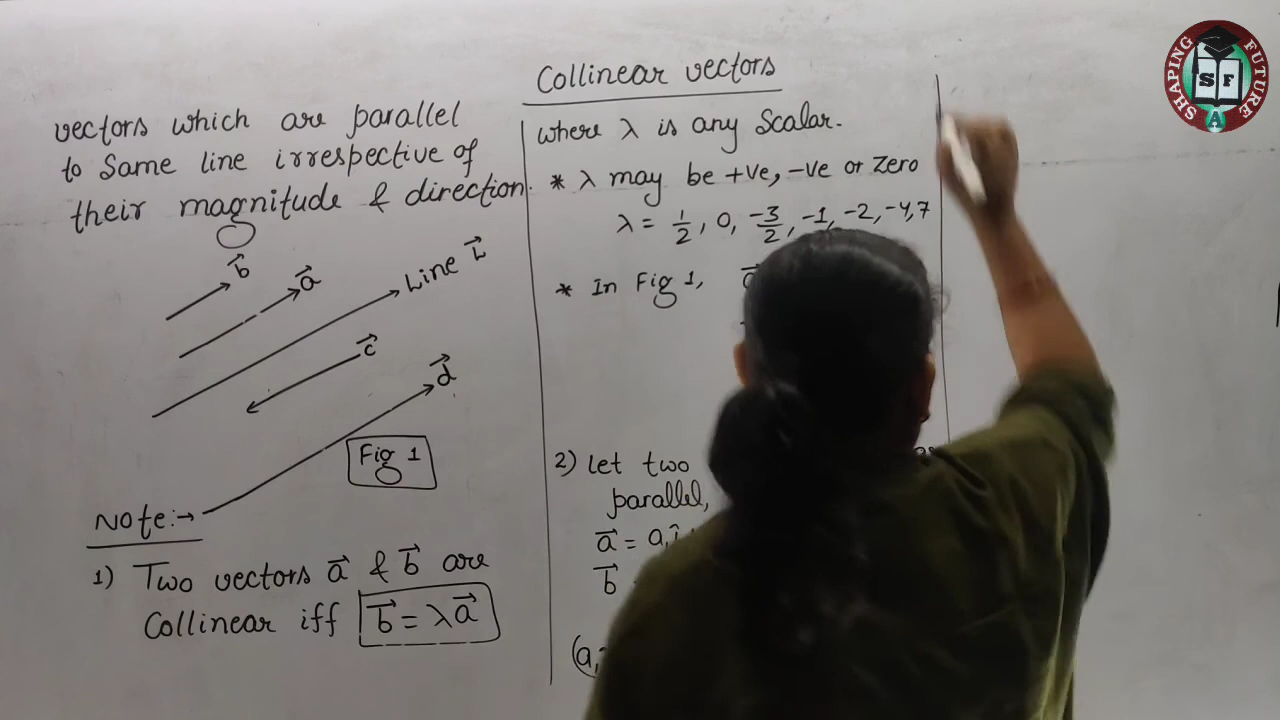 Collinear vectors
vectors which are parallel
to same line irrespective of
their magnitude & direction.
b⃗
a⃗
Line L⃗
c⃗
d⃗
Fig 1
Note:→
1) Two vectors a⃗ & b⃗ are
Collinear iff b⃗ = λa⃗
where λ is any Scalar.
* λ may be +ve, -ve or zero
λ = 1/2, 0, -3/2, -1, -2, -4, 7
* In Fig 1,
2) Let two
parallel,
a⃗ = a₁î
b⃗
SHAPING FUTURE
S F
A